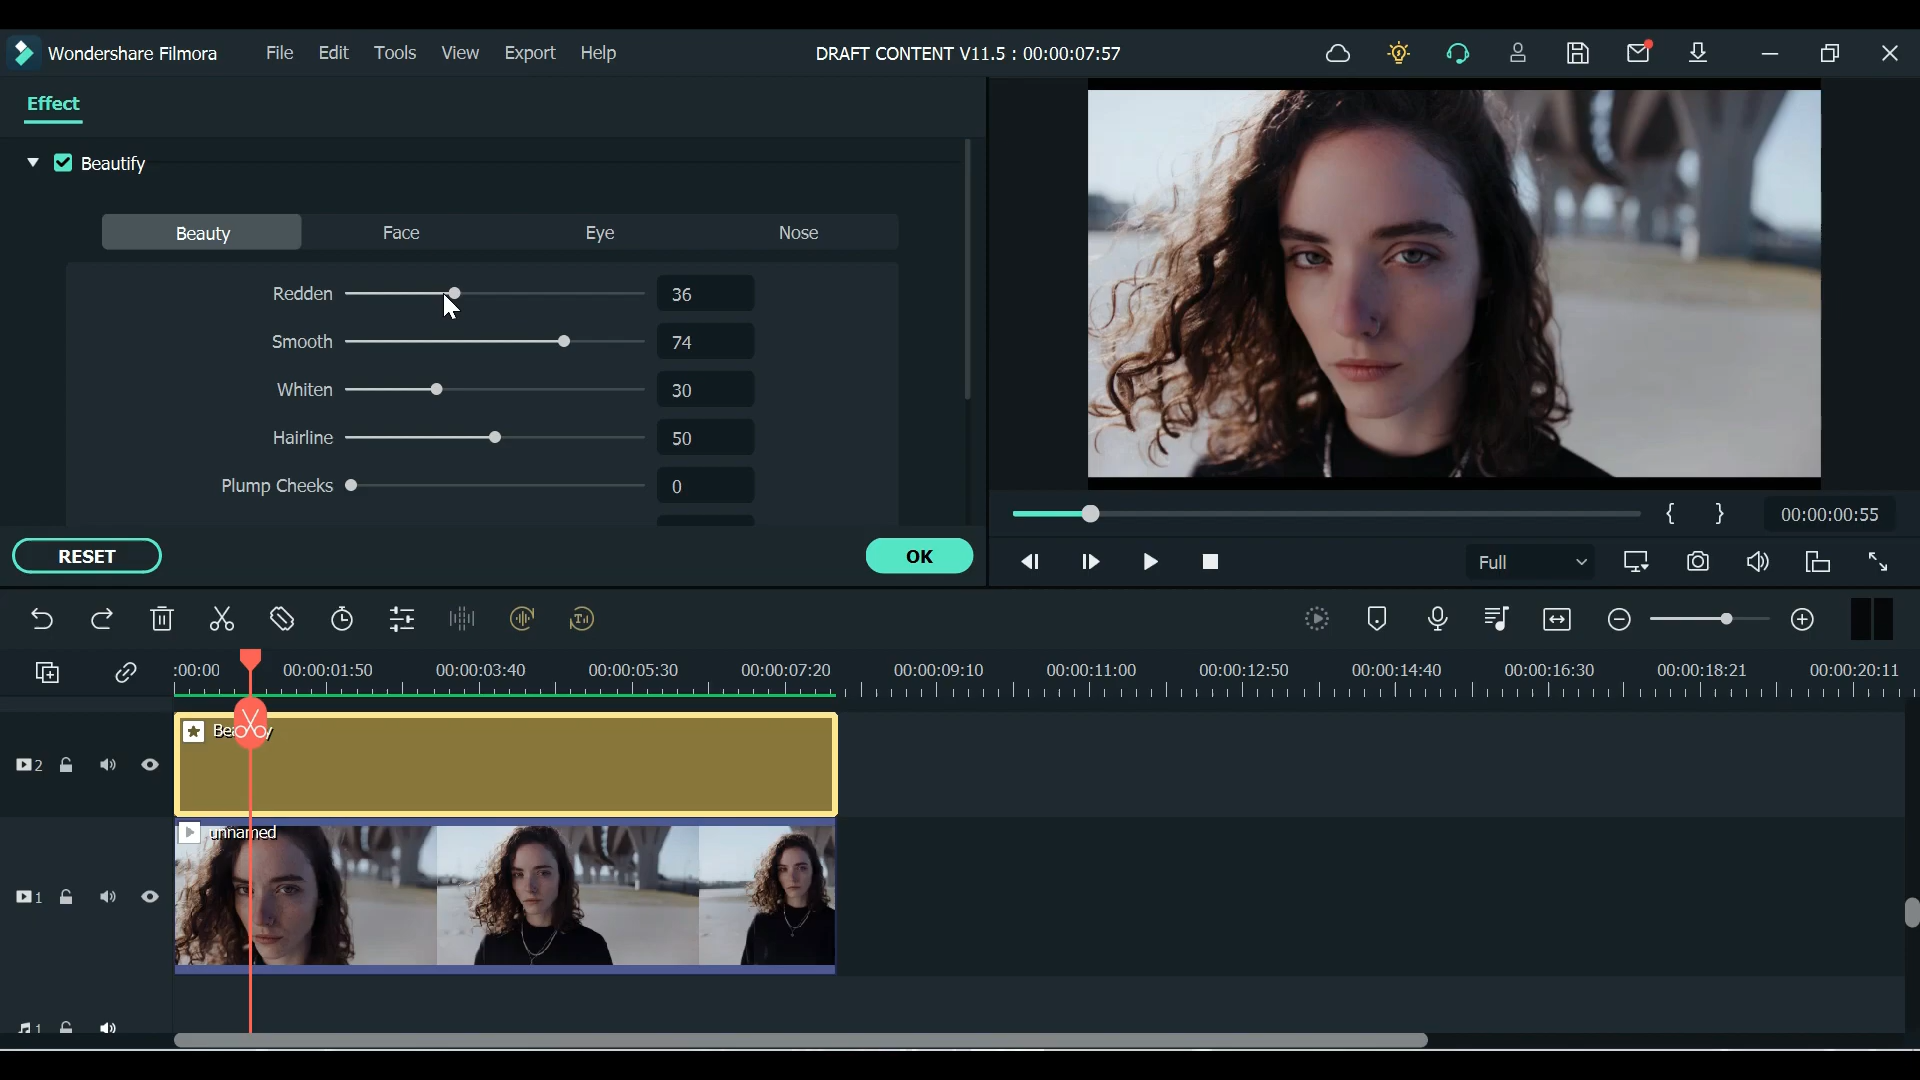 Wondershare Filmora File Edit Tools View Export Help DRAFT CONTENT V11.5 : 00:00:07:57
Effect
Beautify
Beauty Face Eye Nose
Redden 36
Smooth 74
Whiten 30
Hairline 50
Plump Cheeks 0
RESET OK
00:00:00:55
Full
:00:00 00:00:01:50 00:00:03:40 00:00:05:30 00:00:07:20 00:00:09:10 00:00:11:00 00:00:12:50 00:00:14:40 00:00:16:30 00:00:18:21 00:00:20:11
2
unnamed
1
1